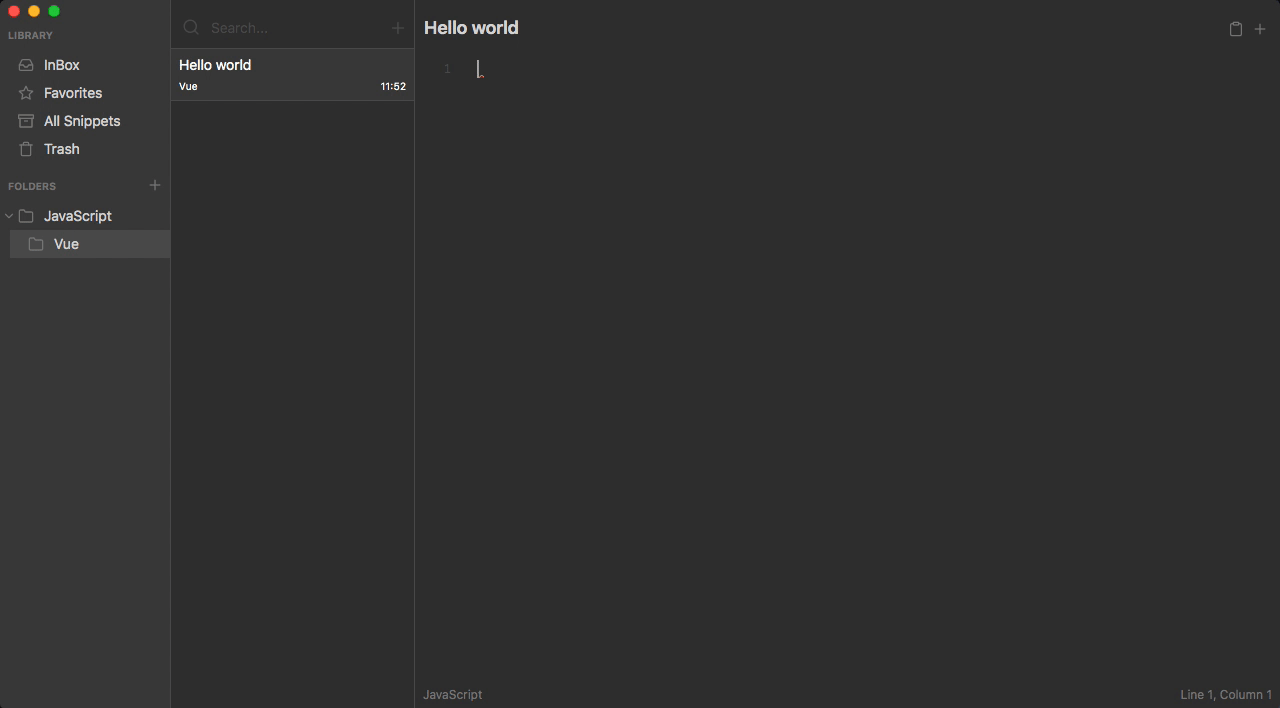 LIBRARY
InBox
Favorites
All Snippets
Trash
FOLDERS
JavaScript
Vue
Search...
Hello world
Vue 11:52
Hello world
1
JavaScript
Line 1, Column 1